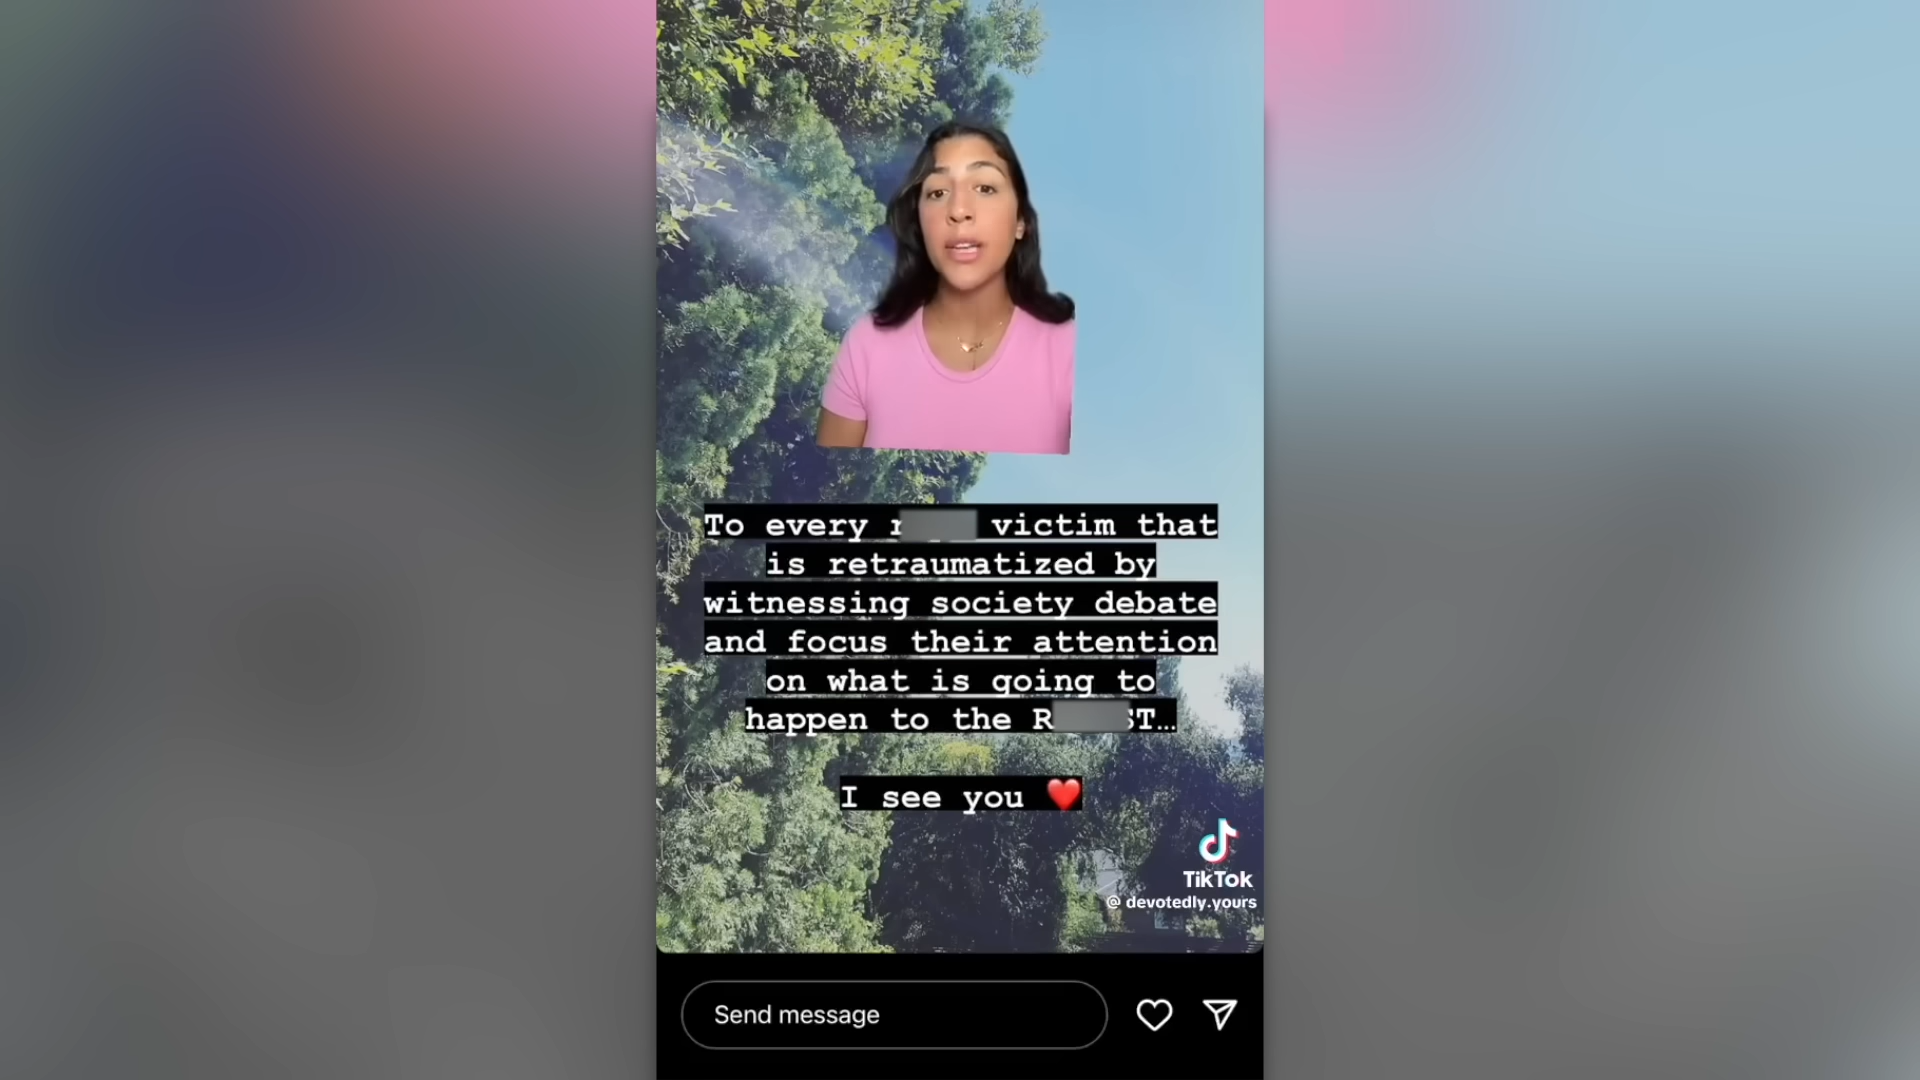 To every r victim that
is retraumatized by
witnessing society debate
and focus their attention
on what is going to
happen to the R ST…
I see you ❤️
TikTok
@ devotedly.yours
Send message